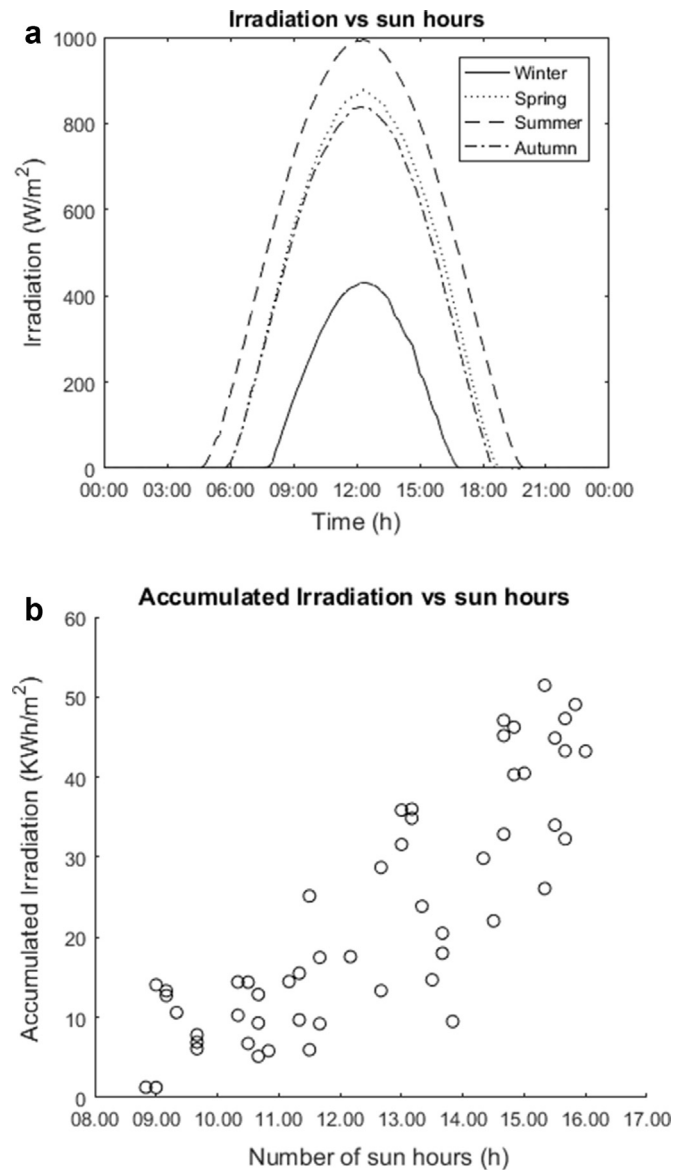 a
Irradiation vs sun hours
Irradiation (W/m²)
1000
800
600
400
200
0
Winter
Spring
Summer
Autumn
00:00 03:00 06:00 09:00 12:00 15:00 18:00 21:00 00:00
Time (h)
b
Accumulated Irradiation vs sun hours
Accumulated Irradiation (KWh/m²)
60
50
40
30
20
10
0
08.00 09.00 10.00 11.00 12.00 13.00 14.00 15.00 16.00 17.00
Number of sun hours (h)